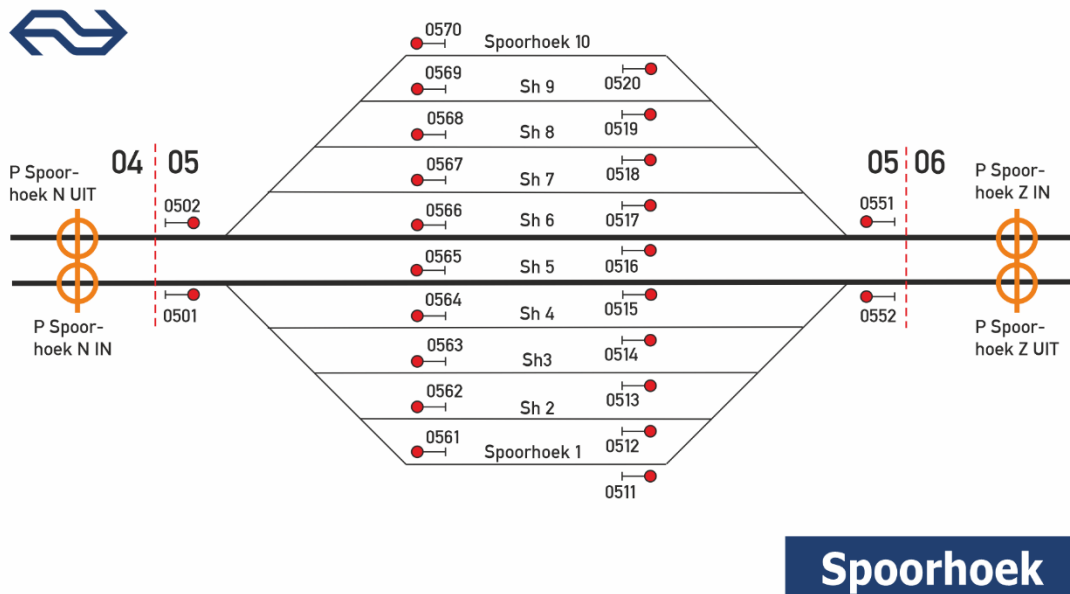 0570
Spoorhoek 10
0569
Sh 9
0520
0568
Sh 8
0519
04
05
0567
Sh 7
0518
05
06
P Spoor-
hoek N UIT
P Spoor-
hoek Z IN
0502
0566
Sh 6
0517
0551
0565
Sh 5
0516
0501
0564
Sh 4
0515
0552
P Spoor-
hoek N IN
P Spoor-
hoek Z UIT
0563
Sh3
0514
0562
Sh 2
0513
0561
Spoorhoek 1
0512
0511
Spoorhoek